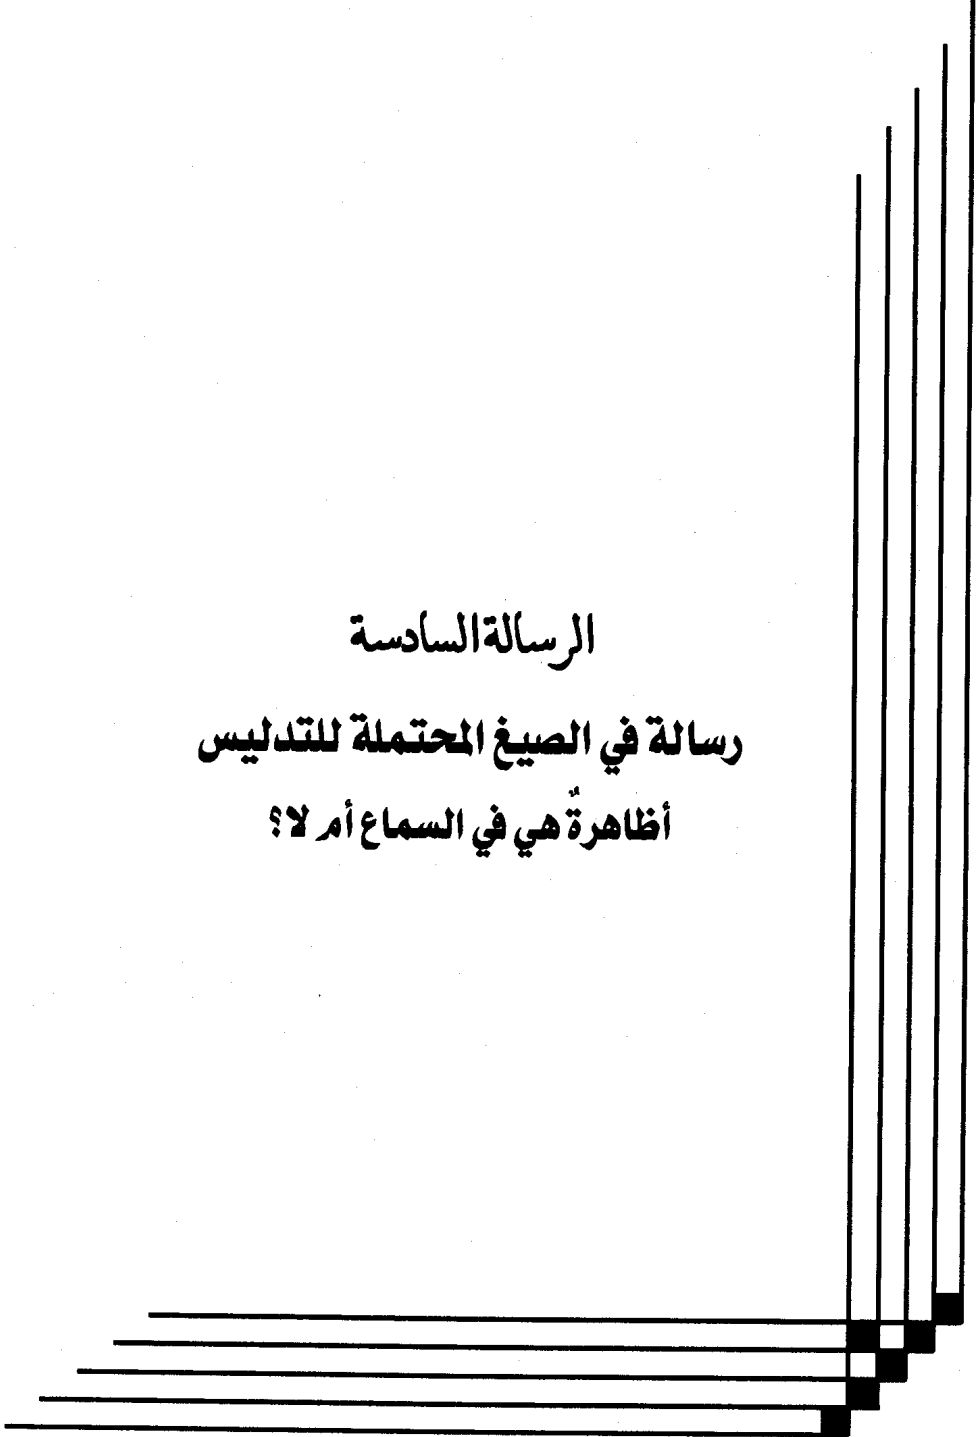 الرسالة السادسة
رسالة في الصيغ المحتملة للتدليس
أظاهرةٌ هي في السماع أم لا؟